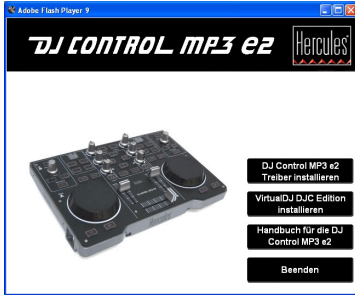 Adobe Flash Player 9
DJ CONTROL MP3 e2
Hercules
DJ Control MP3 e2
Treiber installieren
VirtualDJ DJC Edition
installieren
Handbuch für die DJ
Control MP3 e2
Beenden